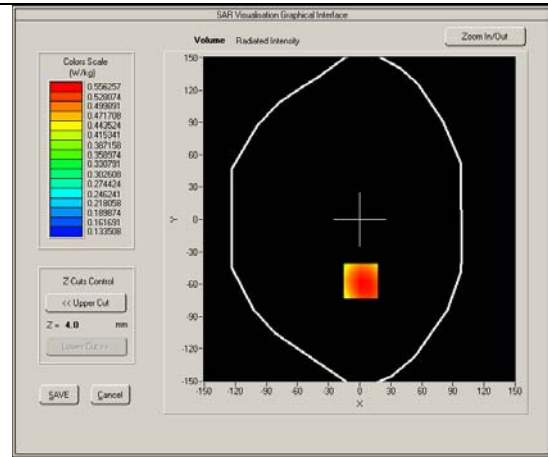 SAR Visualisation Graphical Interface
Volume Radiated Intensity
Zoom In/Out
Colors Scale
(W/kg)
0.556257
0.528074
0.499891
0.471708
0.443524
0.415341
0.387158
0.358974
0.330791
0.302608
0.274424
0.246241
0.218058
0.189874
0.161691
0.133508
Z Cuts Control
<< Upper Cut
Z = 4.0 mm
Lower Cut >>
SAVE Cancel
150-
120-
90-
60-
30-
0-
-30-
-60-
-90-
-120-
-150-
Y
-150 -120 -90 -60 -30 0 30 60 90 120 150
X